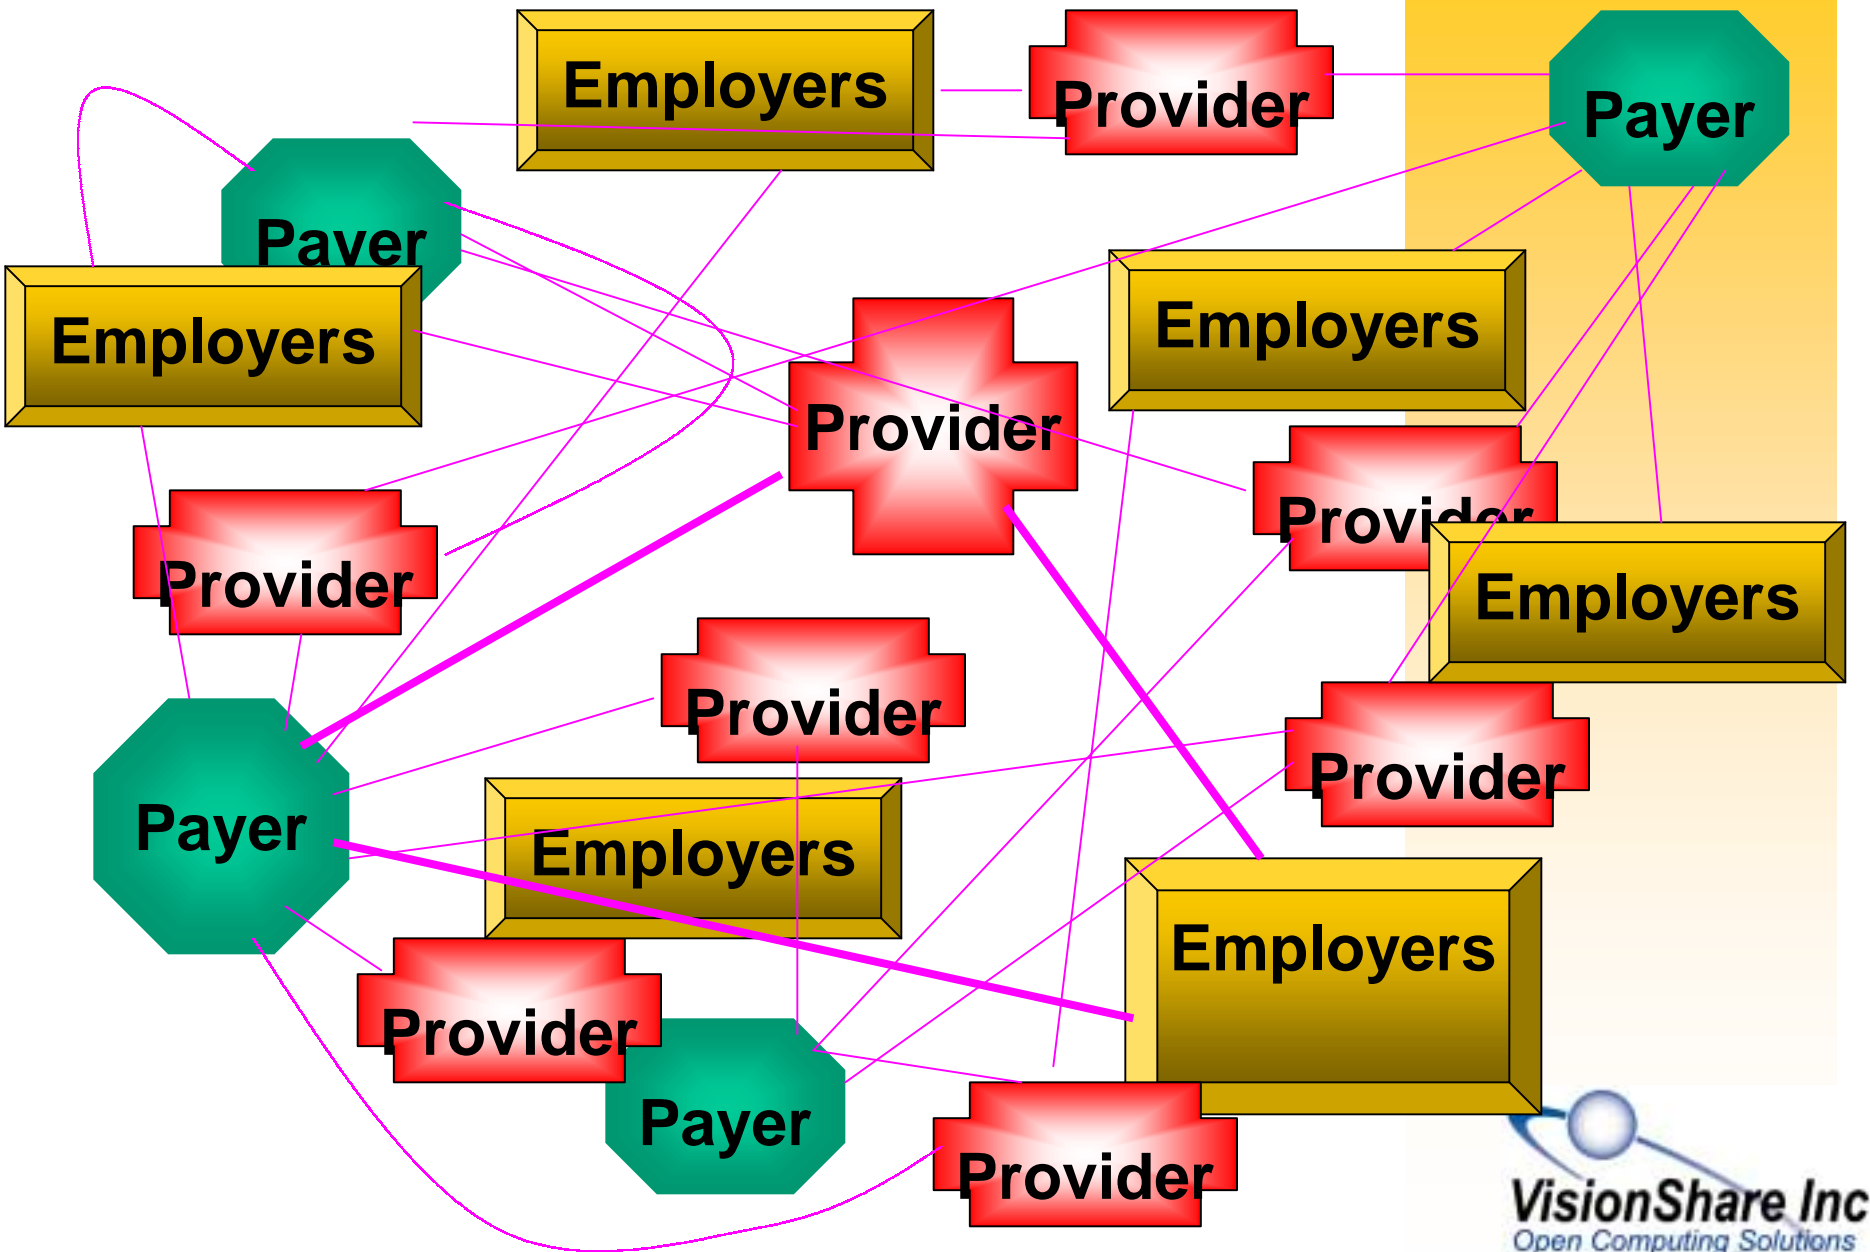 Employers
Provider
Payer
Payer
Employers
Employers
Provider
Provider
Provider
Employers
Provider
Provider
Payer
Employers
Employers
Provider
Payer
Provider
VisionShare Inc
Open Computing Solutions